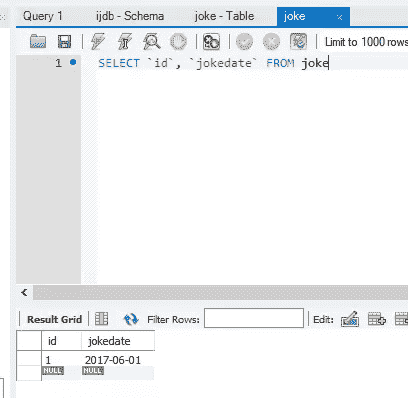 Query 1 ijdb - Schema joke - Table joke ×
Limit to 1000 rows
1 SELECT `id`, `jokedate` FROM joke
Result Grid Filter Rows: Edit:
id jokedate
1 2017-06-01
NULL NULL